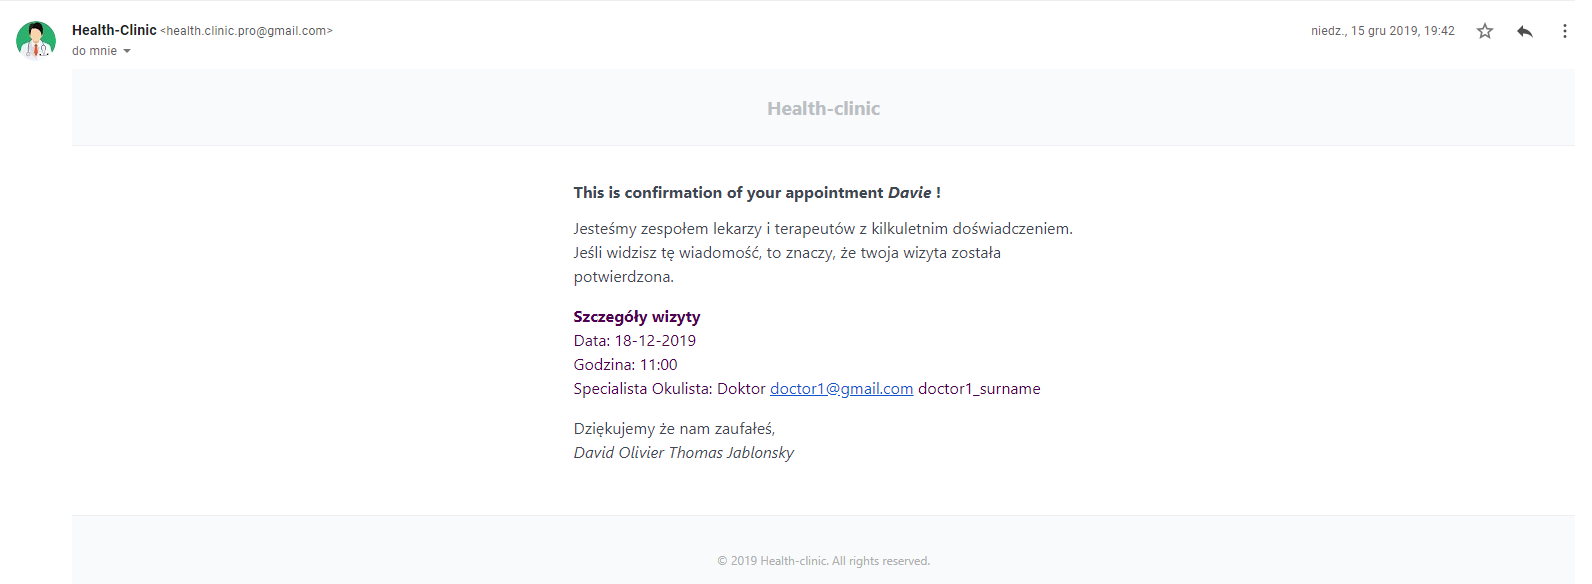 Health-Clinic <health.clinic.pro@gmail.com>
niedz., 15 gru 2019, 19:42
do mnie
Health-clinic
This is confirmation of your appointment Davie !
Jesteśmy zespołem lekarzy i terapeutów z kilkuletnim doświadczeniem.
Jeśli widzisz tę wiadomość, to znaczy, że twoja wizyta została
potwierdzona.
Szczegóły wizyty
Data: 18-12-2019
Godzina: 11:00
Specialista Okulista: Doktor doctor1@gmail.com doctor1_surname
Dziękujemy że nam zaufałeś,
David Olivier Thomas Jablonsky
© 2019 Health-clinic. All rights reserved.